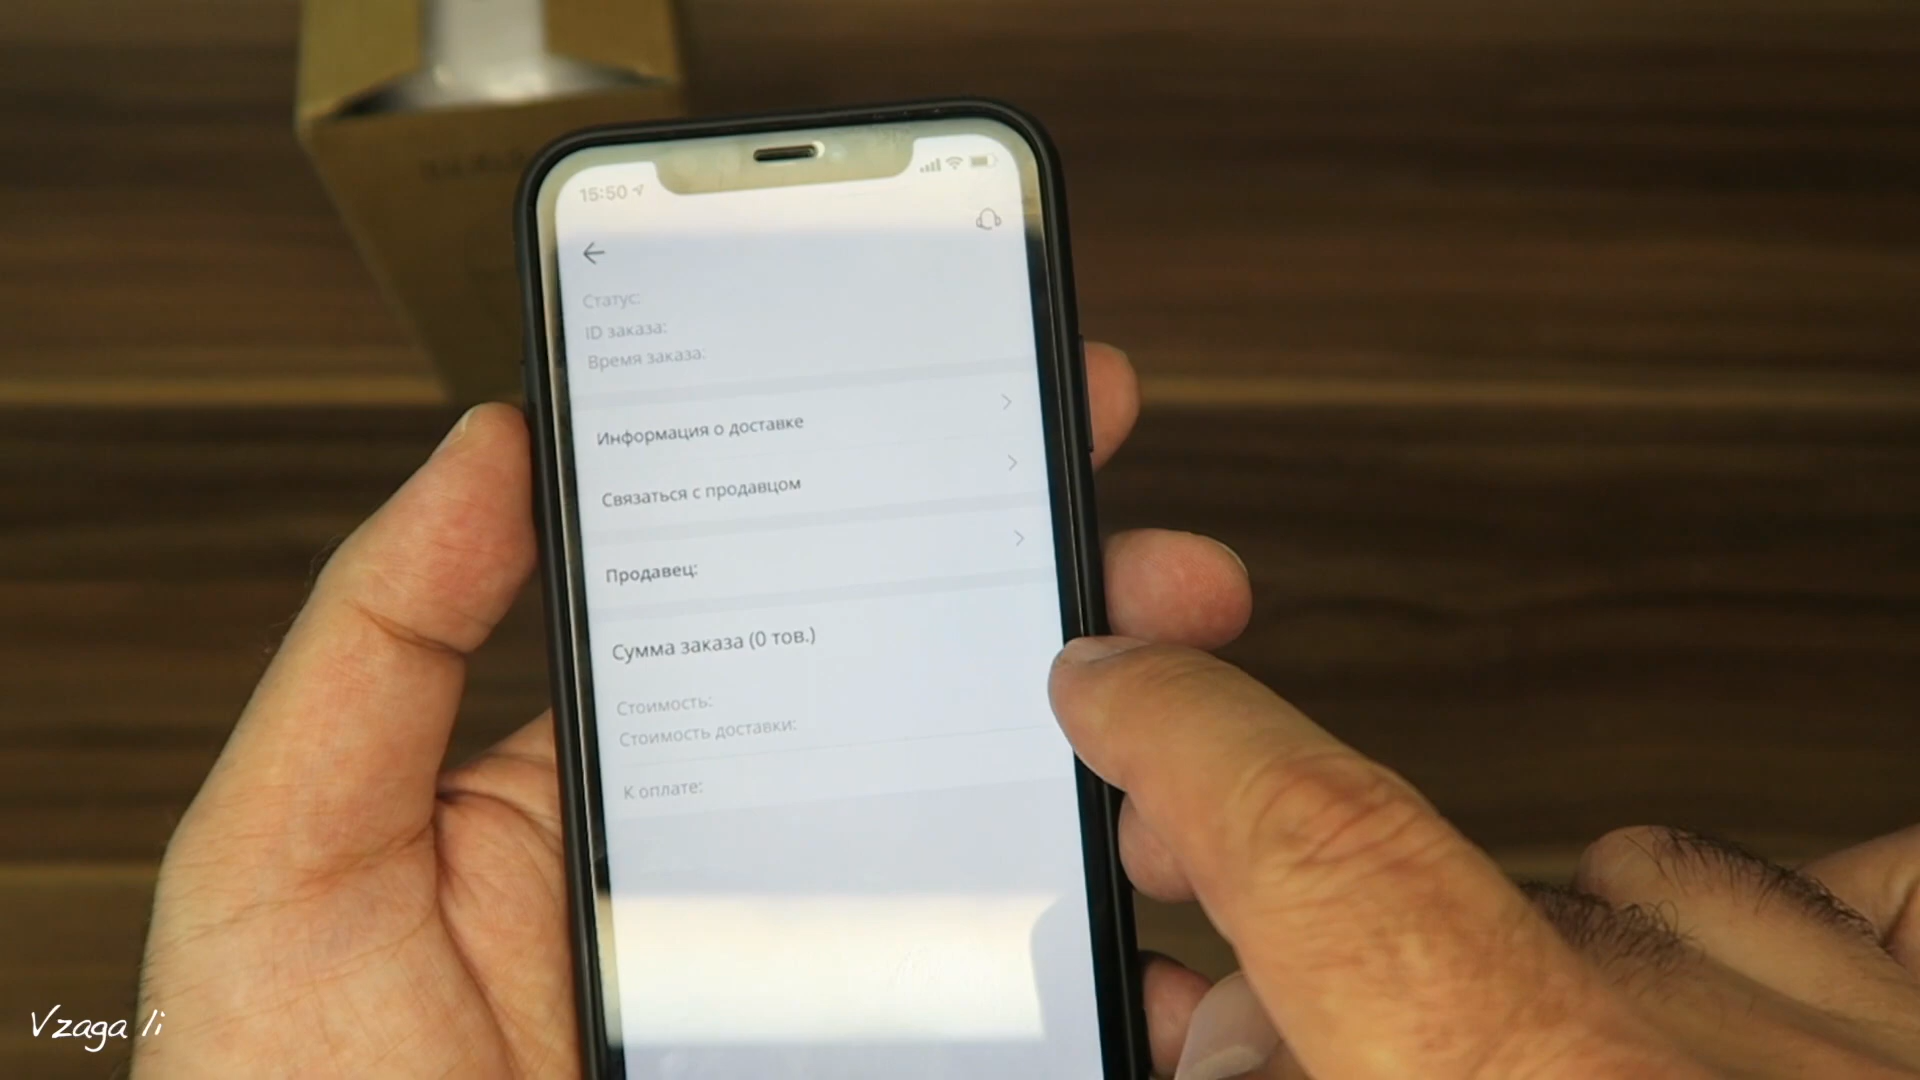 15:50
Статус:
ID заказа:
Время заказа:
Информация о доставке
Связаться с продавцом
Продавец:
Сумма заказа (0 тов.)
Стоимость:
Стоимость доставки:
К оплате:
Vzaga li